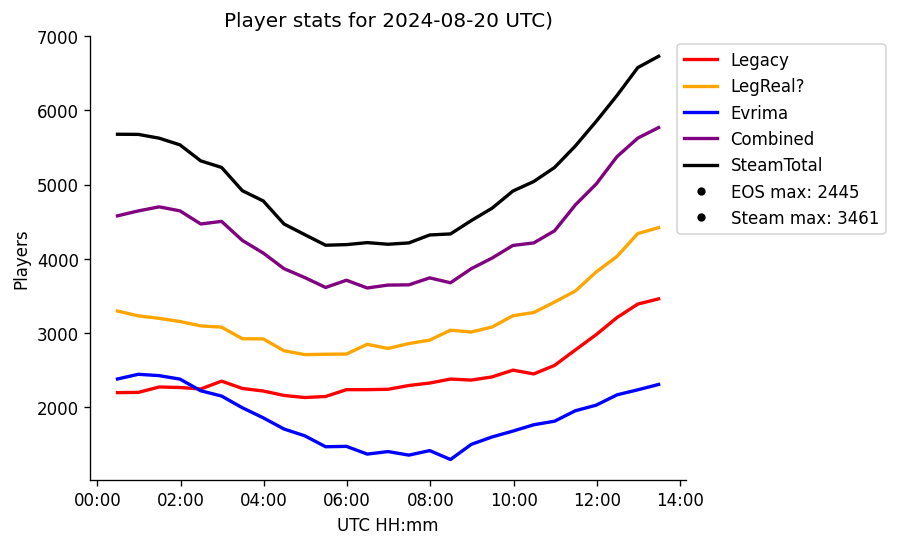 Player stats for 2024-08-20 UTC)
7000
6000
5000
4000
3000
2000
Players
00:00 02:00 04:00 06:00 08:00 10:00 12:00 14:00
UTC HH:mm
Legacy
LegReal?
Evrima
Combined
SteamTotal
EOS max: 2445
Steam max: 3461